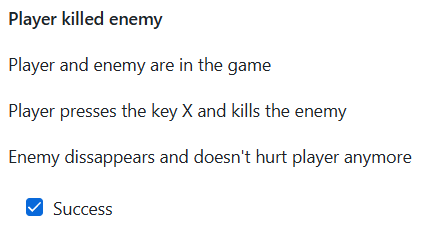 Player killed enemy
Player and enemy are in the game
Player presses the key X and kills the enemy
Enemy dissappears and doesn't hurt player anymore
Success